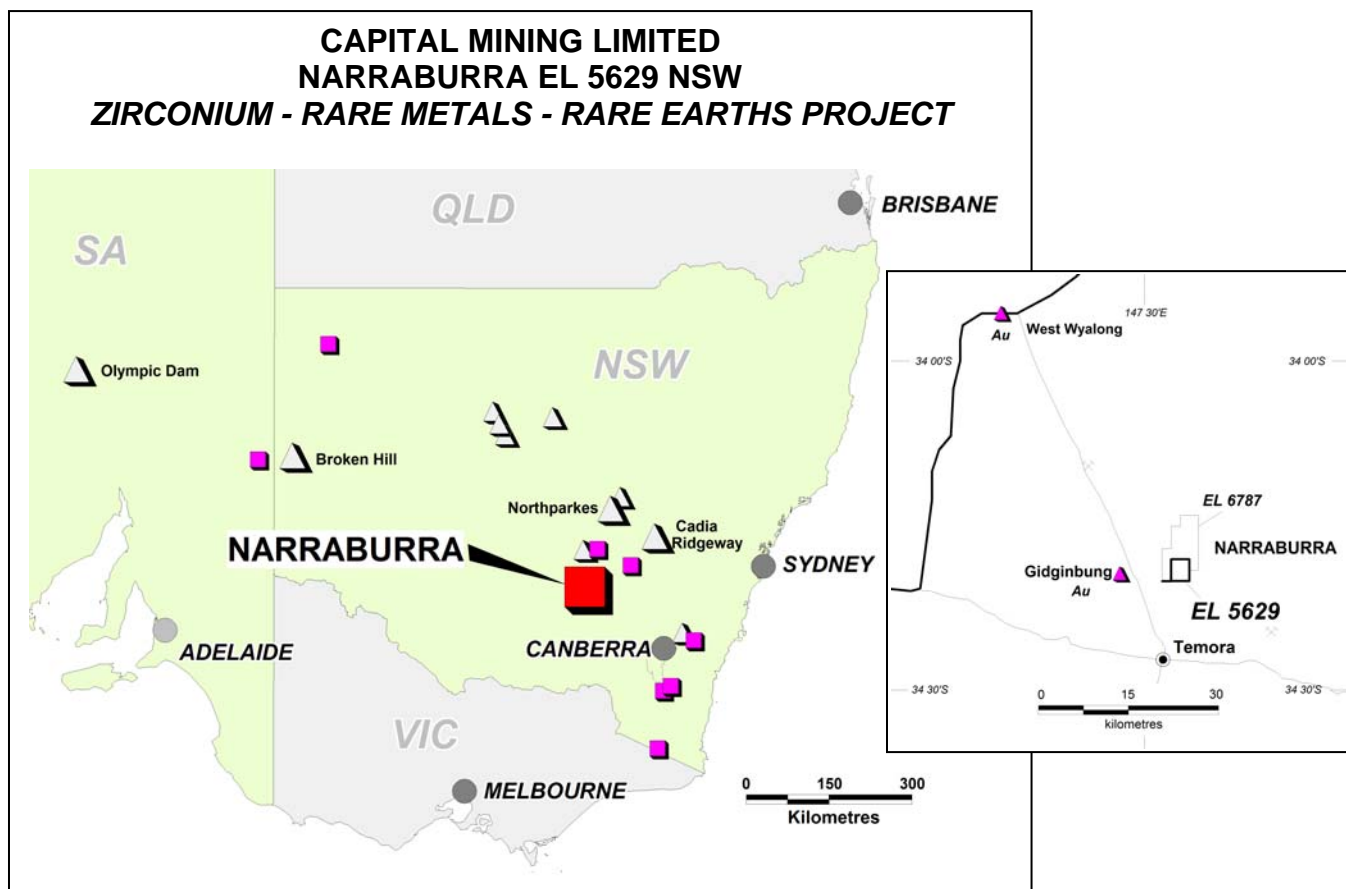 CAPITAL MINING LIMITED
NARRABURRA EL 5629 NSW
ZIRCONIUM - RARE METALS - RARE EARTHS PROJECT
QLD
BRISBANE
SA
Olympic Dam
NSW
Broken Hill
Northparkes
Cadia
Ridgeway
NARRABURRA
SYDNEY
ADELAIDE
CANBERRA
VIC
MELBOURNE
0 150 300
Kilometres
147 30'E
West Wyalong
Au
34 00'S
34 00'S
EL 6787
NARRABURRA
Gidginbung
Au
EL 5629
Temora
34 30'S
34 30'S
0 15 30
kilometres